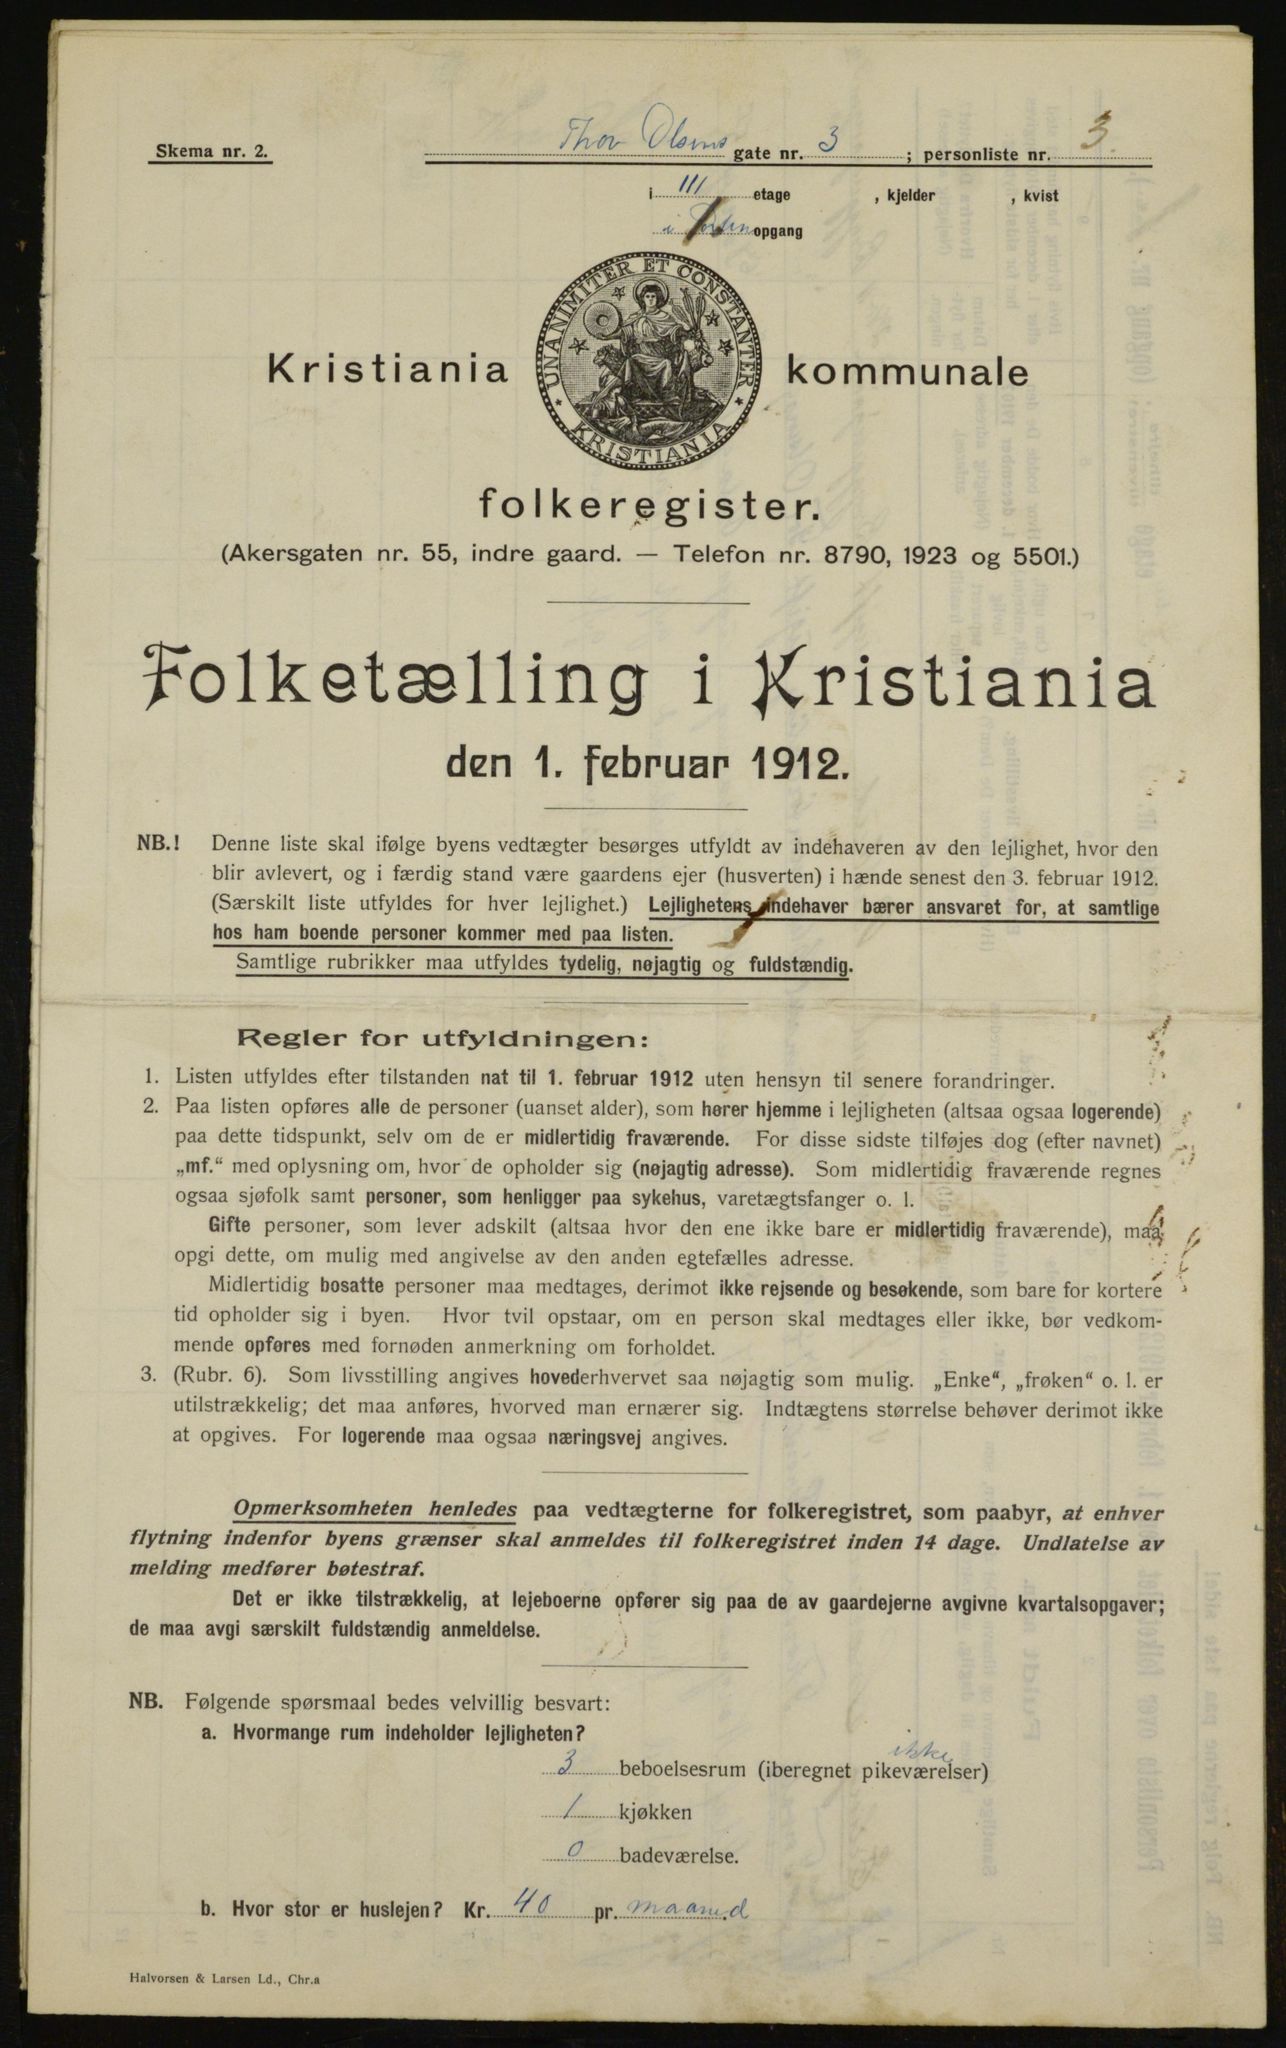 Skema nr. 2.
Thov Olsens gate nr. 3 ; personliste nr. 3.
i III etage , kjelder , kvist
i Porten opgang
UNANIMITER ET CONSTANTER
KRISTIANIA
Kristiania kommunale
folkeregister.
(Akersgaten nr. 55, indre gaard. — Telefon nr. 8790, 1923 og 5501.)
Folketælling i Kristiania
den 1. februar 1912.
NB.! Denne liste skal ifølge byens vedtægter besørges utfyldt av indehaveren av den lejlighet, hvor den
blir avlevert, og i færdig stand være gaardens ejer (husverten) i hænde senest den 3. februar 1912.
(Særskilt liste utfyldes for hver lejlighet.) Lejlighetens indehaver bærer ansvaret for, at samtlige
hos ham boende personer kommer med paa listen.
Samtlige rubrikker maa utfyldes tydelig, nøjagtig og fuldstændig.
Regler for utfyldningen:
1. Listen utfyldes efter tilstanden nat til 1. februar 1912 uten hensyn til senere forandringer.
2. Paa listen opføres alle de personer (uanset alder), som hører hjemme i lejligheten (altsaa ogsaa logerende)
paa dette tidspunkt, selv om de er midlertidig fraværende. For disse sidste tilføjes dog (efter navnet)
„mf.“ med oplysning om, hvor de opholder sig (nøjagtig adresse). Som midlertidig fraværende regnes
ogsaa sjøfolk samt personer, som henligger paa sykehus, varetægtsfanger o. l.
Gifte personer, som lever adskilt (altsaa hvor den ene ikke bare er midlertidig fraværende), maa
opgi dette, om mulig med angivelse av den anden egtefælles adresse.
Midlertidig bosatte personer maa medtages, derimot ikke rejsende og besøkende, som bare for kortere
tid opholder sig i byen. Hvor tvil opstaar, om en person skal medtages eller ikke, bør vedkom-
mende opføres med fornøden anmerkning om forholdet.
3. (Rubr. 6). Som livsstilling angives hovederhvervet saa nøjagtig som mulig. „Enke“, „frøken“ o. l. er
utilstrækkelig; det maa anføres, hvorved man ernærer sig. Indtægtens størrelse behøver derimot ikke
at opgives. For logerende maa ogsaa næringsvej angives.
Opmerksomheten henledes paa vedtægterne for folkeregistret, som paabyr, at enhver
flytning indenfor byens grænser skal anmeldes til folkeregistret inden 14 dage. Undlatelse av
melding medfører bøtestraf.
Det er ikke tilstrækkelig, at lejeboerne opfører sig paa de av gaardejerne avgivne kvartalsopgaver;
de maa avgi særskilt fuldstændig anmeldelse.
NB. Følgende spørsmaal bedes velvillig besvart:
a. Hvormange rum indeholder lejligheten?
ikke
3 beboelsesrum (iberegnet pikeværelser)
1 kjøkken
0 badeværelse.
b. Hvor stor er huslejen? Kr. 40 pr. maaned
Halvorsen & Larsen Ld., Chr.a